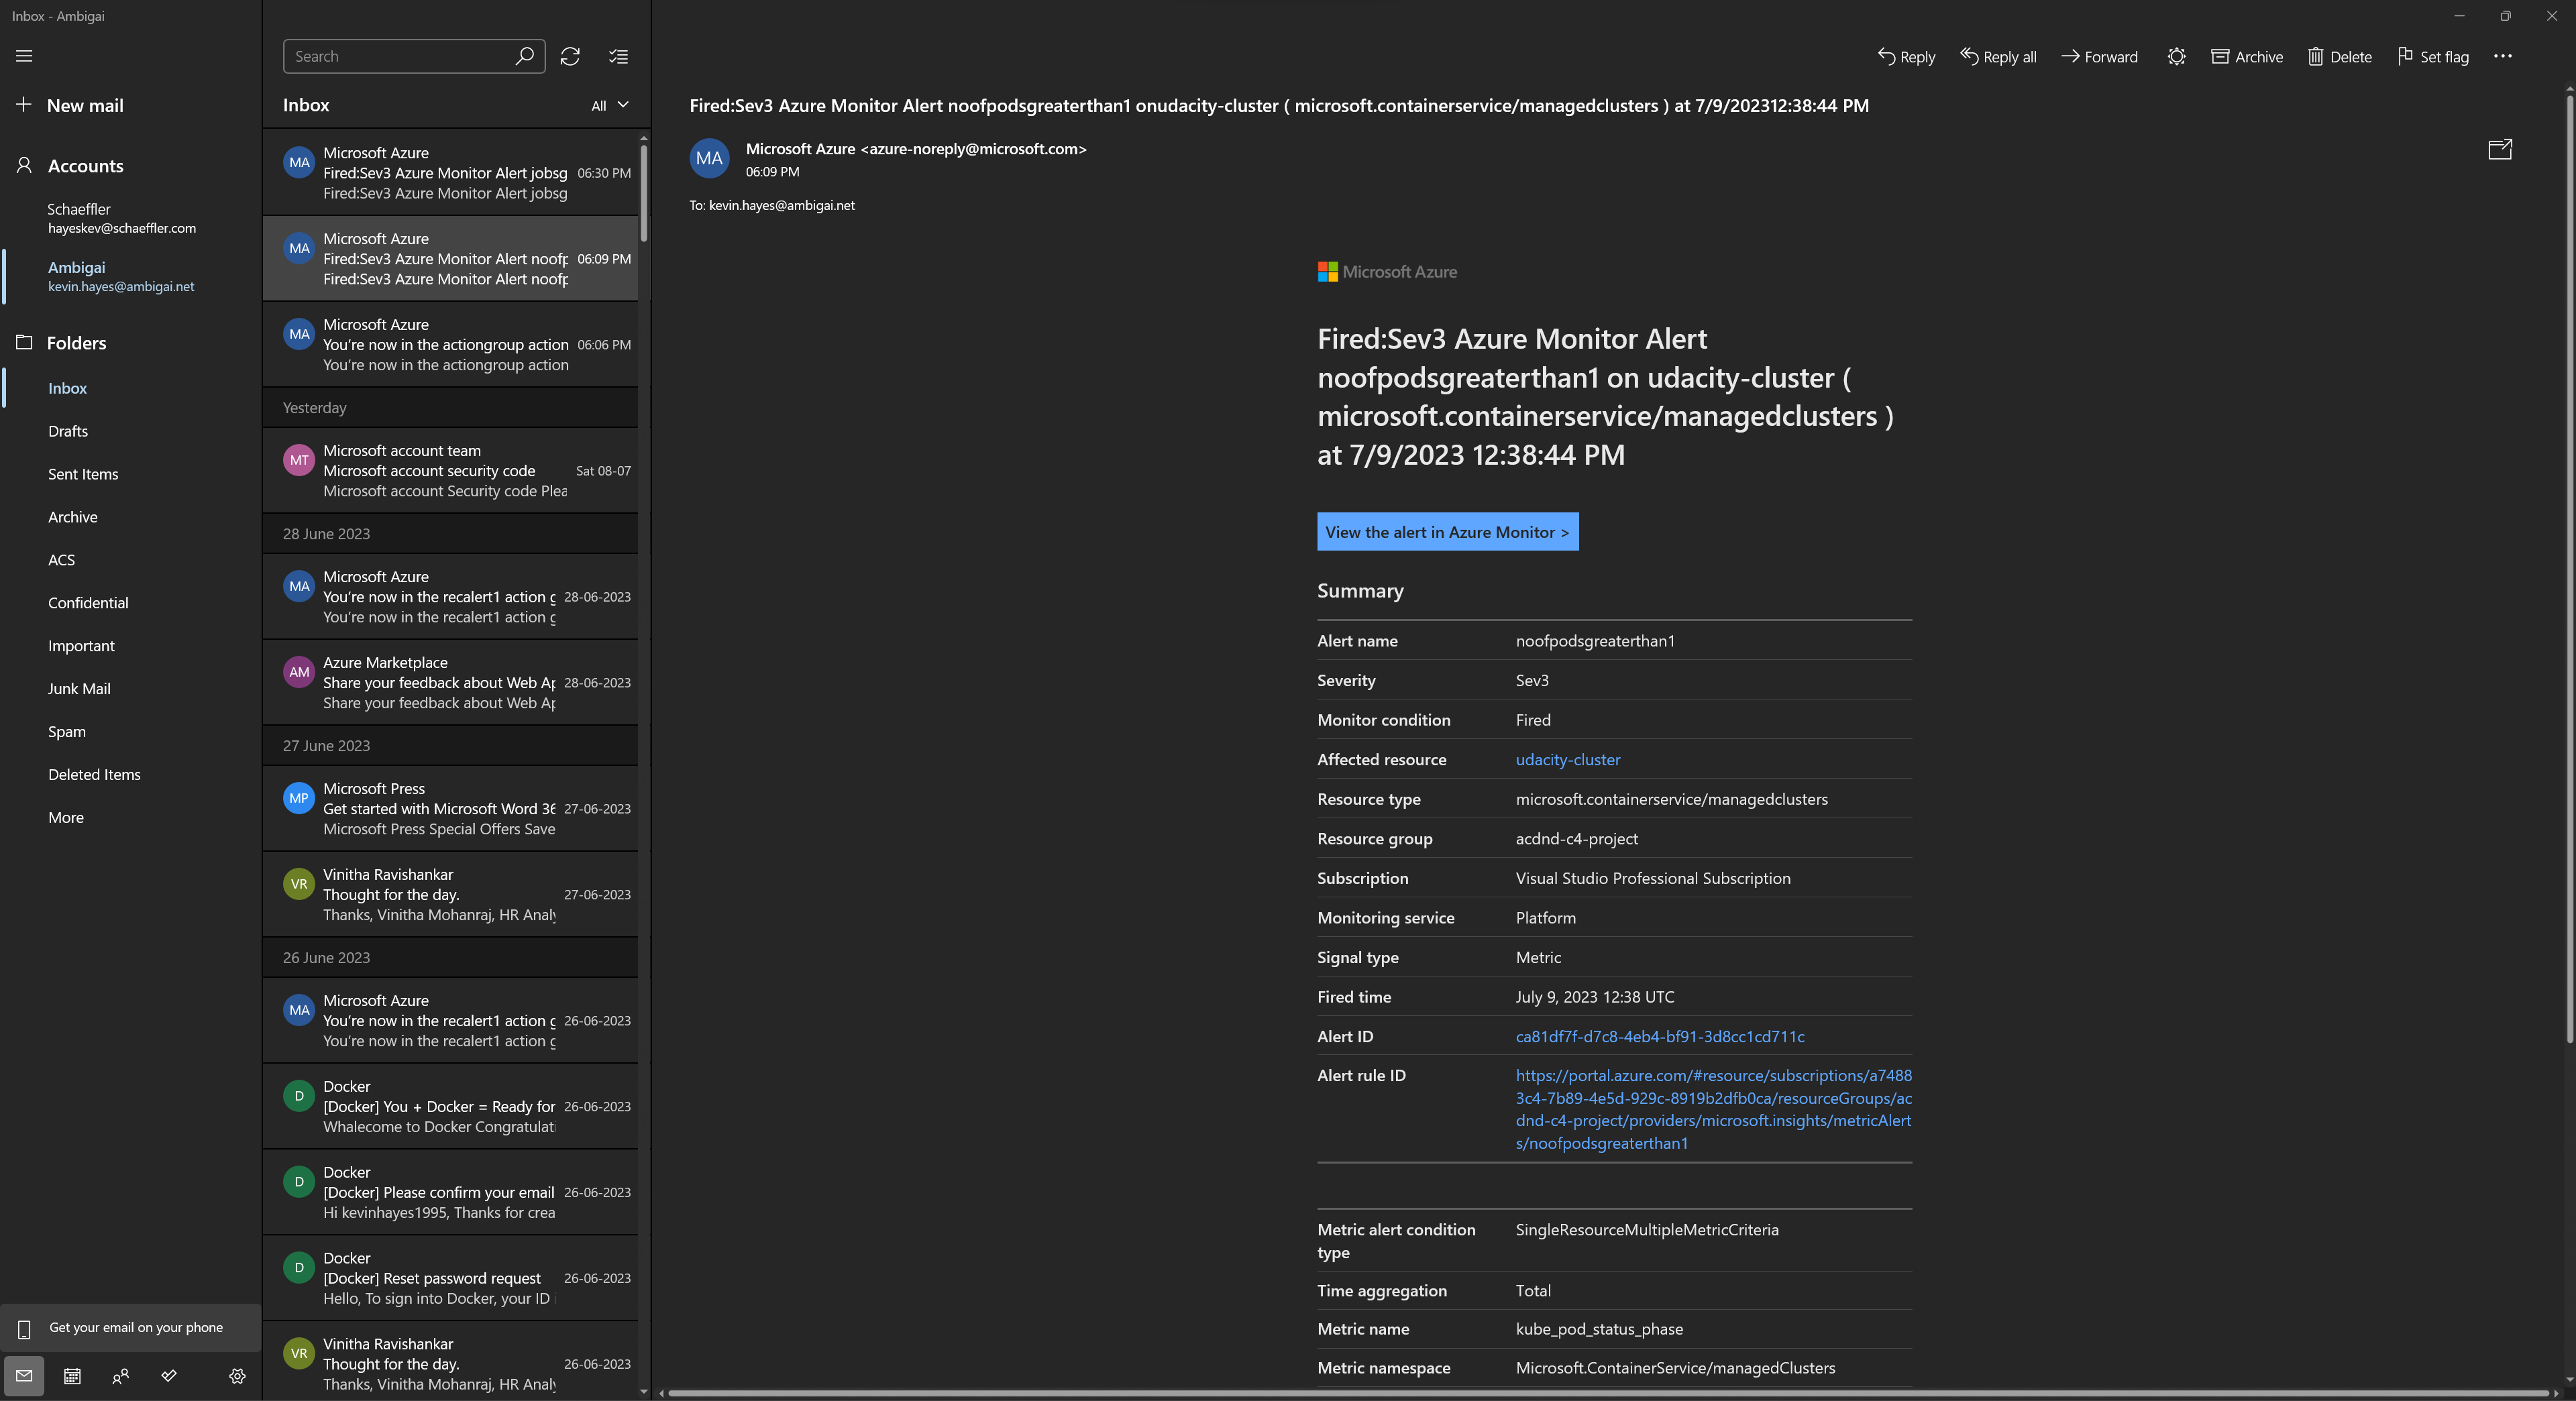 Inbox - Ambigai
New mail
Accounts
Schaeffler
hayeskev@schaeffler.com
Ambigai
kevin.hayes@ambigai.net
Folders
Inbox
Drafts
Sent Items
Archive
ACS
Confidential
Important
Junk Mail
Spam
Deleted Items
More
Get your email on your phone
Search
Inbox
All
MA
Microsoft Azure
Fired:Sev3 Azure Monitor Alert jobsg 06:30 PM
Fired:Sev3 Azure Monitor Alert jobsg
MA
Microsoft Azure
Fired:Sev3 Azure Monitor Alert noofp 06:09 PM
Fired:Sev3 Azure Monitor Alert noofp
MA
Microsoft Azure
You're now in the actiongroup action 06:06 PM
You're now in the actiongroup action
Yesterday
MT
Microsoft account team
Microsoft account security code Sat 08-07
Microsoft account Security code Plea
28 June 2023
MA
Microsoft Azure
You're now in the recalert1 action g 28-06-2023
You're now in the recalert1 action g
AM
Azure Marketplace
Share your feedback about Web Ap 28-06-2023
Share your feedback about Web Ap
27 June 2023
MP
Microsoft Press
Get started with Microsoft Word 36 27-06-2023
Microsoft Press Special Offers Save
VR
Vinitha Ravishankar
Thought for the day. 27-06-2023
Thanks, Vinitha Mohanraj, HR Analy
26 June 2023
MA
Microsoft Azure
You're now in the recalert1 action g 26-06-2023
You're now in the recalert1 action g
D
Docker
[Docker] You + Docker = Ready for 26-06-2023
Whalecome to Docker Congratulati
D
Docker
[Docker] Please confirm your email 26-06-2023
Hi kevinhayes1995, Thanks for crea
D
Docker
[Docker] Reset password request 26-06-2023
Hello, To sign into Docker, your ID i
VR
Vinitha Ravishankar
Thought for the day. 26-06-2023
Thanks, Vinitha Mohanraj, HR Analy
Reply Reply all Forward Archive Delete Set flag
Fired:Sev3 Azure Monitor Alert noofpodsgreaterthan1 onudacity-cluster ( microsoft.containerservice/managedclusters ) at 7/9/202312:38:44 PM
MA
Microsoft Azure <azure-noreply@microsoft.com>
06:09 PM
To: kevin.hayes@ambigai.net
Microsoft Azure
Fired:Sev3 Azure Monitor Alert
noofpodsgreaterthan1 on udacity-cluster (
microsoft.containerservice/managedclusters )
at 7/9/2023 12:38:44 PM
View the alert in Azure Monitor >
Summary
Alert name noofpodsgreaterthan1
Severity Sev3
Monitor condition Fired
Affected resource udacity-cluster
Resource type microsoft.containerservice/managedclusters
Resource group acdnd-c4-project
Subscription Visual Studio Professional Subscription
Monitoring service Platform
Signal type Metric
Fired time July 9, 2023 12:38 UTC
Alert ID ca81df7f-d7c8-4eb4-bf91-3d8cc1cd711c
Alert rule ID https://portal.azure.com/#resource/subscriptions/a7488
3c4-7b89-4e5d-929c-8919b2dfb0ca/resourceGroups/ac
dnd-c4-project/providers/microsoft.insights/metricAlert
s/noofpodsgreaterthan1
Metric alert condition SingleResourceMultipleMetricCriteria
type
Time aggregation Total
Metric name kube_pod_status_phase
Metric namespace Microsoft.ContainerService/managedClusters